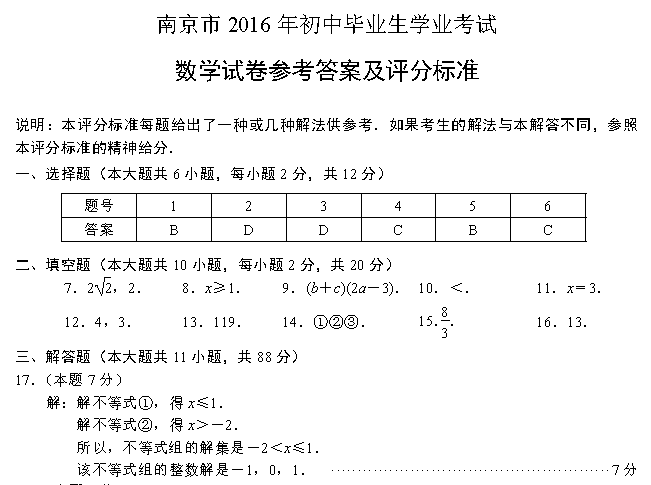 南京市 2016 年初中毕业生学业考试
数学试卷参考答案及评分标准
说明：本评分标准每题给出了一种或几种解法供参考．如果考生的解法与本解答不同，参照
本评分标准的精神给分．
一、选择题（本大题共 6 小题，每小题 2 分，共 12 分）
题号 1 2 3 4 5 6
答案 B D D C B C
二、填空题（本大题共 10 小题，每小题 2 分，共 20 分）
7．2√2，2． 8．x≥1． 9．(b＋c)(2a－3)． 10．＜． 11．x＝3．
12．4，3． 13．119． 14．①②③． 15．8/3． 16．13．
三、解答题（本大题共 11 小题，共 88 分）
17．（本题 7 分）
解：解不等式①，得 x≤1．
解不等式②，得 x＞－2．
所以，不等式组的解集是－2＜x≤1．
该不等式组的整数解是－1，0，1． ························································ 7 分